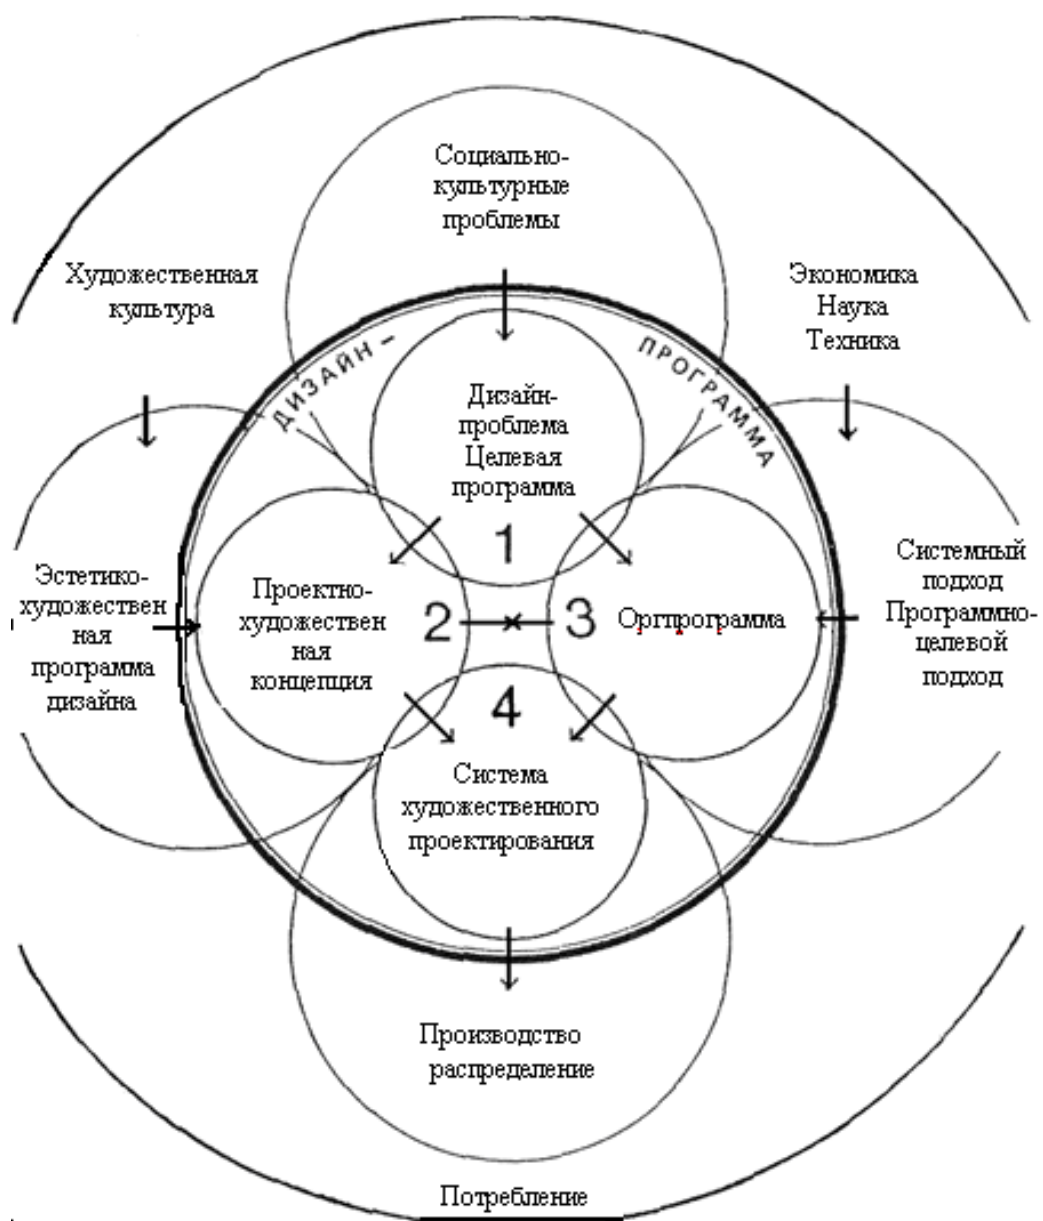 Социально-
культурные
проблемы
Художественная
культура
Экономика
Наука
Техника
ДИЗАЙН –
ПРОГРАММА
Дизайн-
проблема
Целевая
программа
1
Эстетико-
художествен
ная
программа
дизайна
Проектно-
художествен
ная
концепция
2
3
Оргпрограмма
Системный
подход
Программно-
целевой
подход
4
Система
художественного
проектирования
Производство
распределение
Потребление